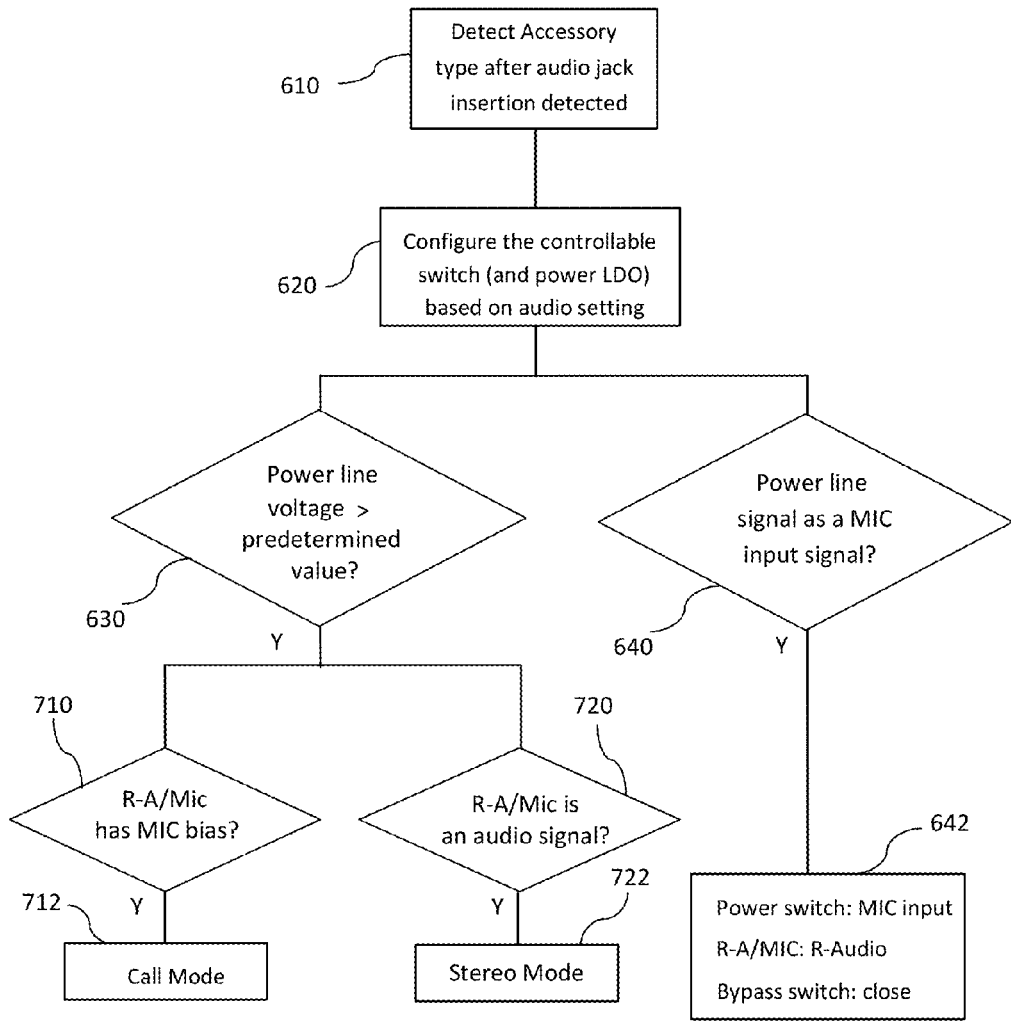 Detect Accessory
type after audio jack
insertion detected
610
Configure the controllable
switch (and power LDO)
based on audio setting
620
Power line
voltage >
predetermined
value?
630
Y
Power line
signal as a MIC
input signal?
640
Y
710
R-A/Mic
has MIC bias?
Y
712
Call Mode
720
R-A/Mic is
an audio signal?
Y
722
Stereo Mode
642
Power switch: MIC input
R-A/MIC: R-Audio
Bypass switch: close